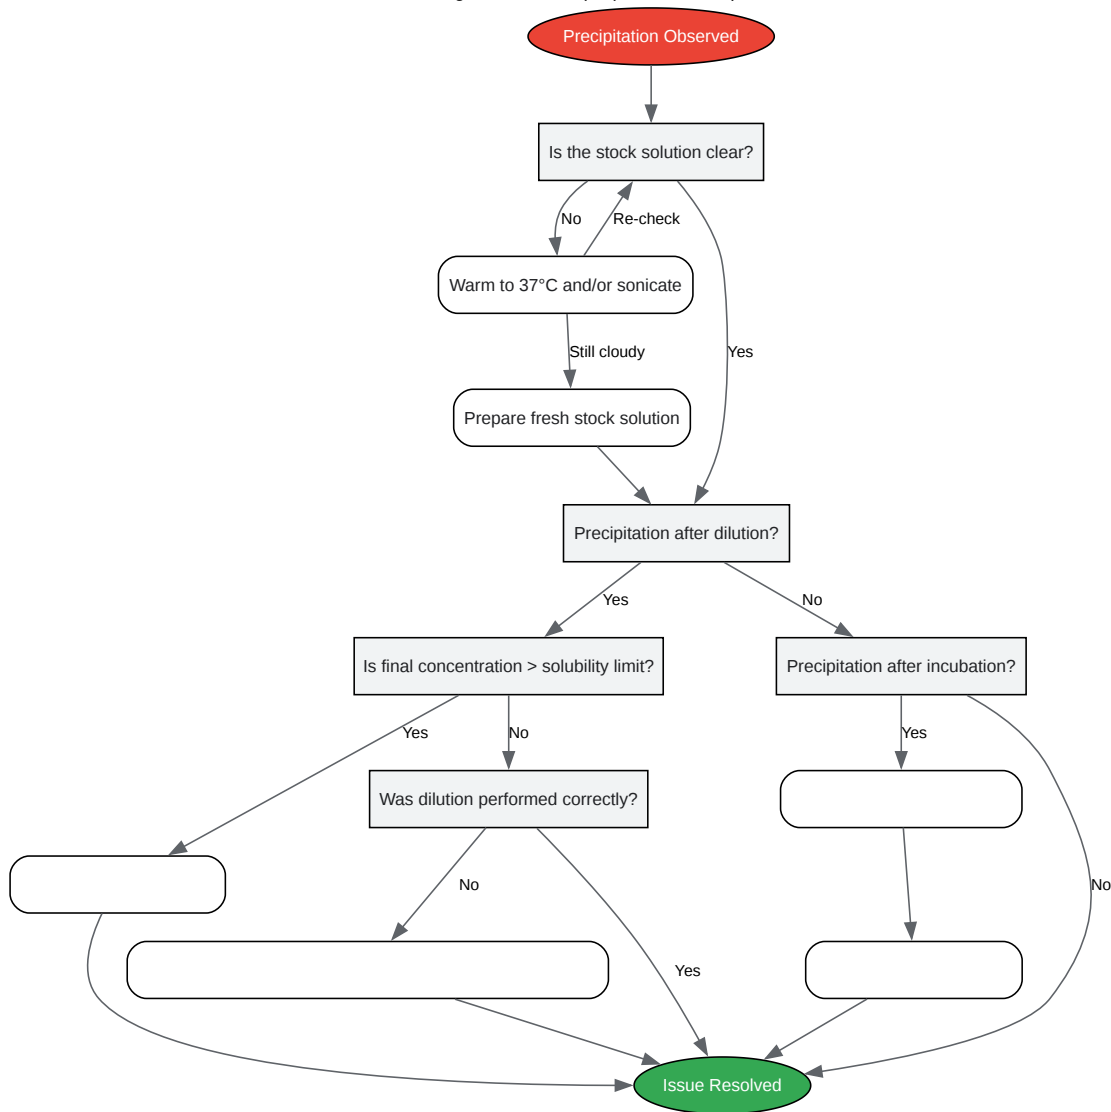 Precipitation Observed
Is the stock solution clear?
No
Re-check
Warm to 37°C and/or sonicate
Still cloudy
Yes
Prepare fresh stock solution
Precipitation after dilution?
Yes
No
Is final concentration > solubility limit?
Precipitation after incubation?
Yes
No
Yes
Was dilution performed correctly?
No
No
Yes
Issue Resolved